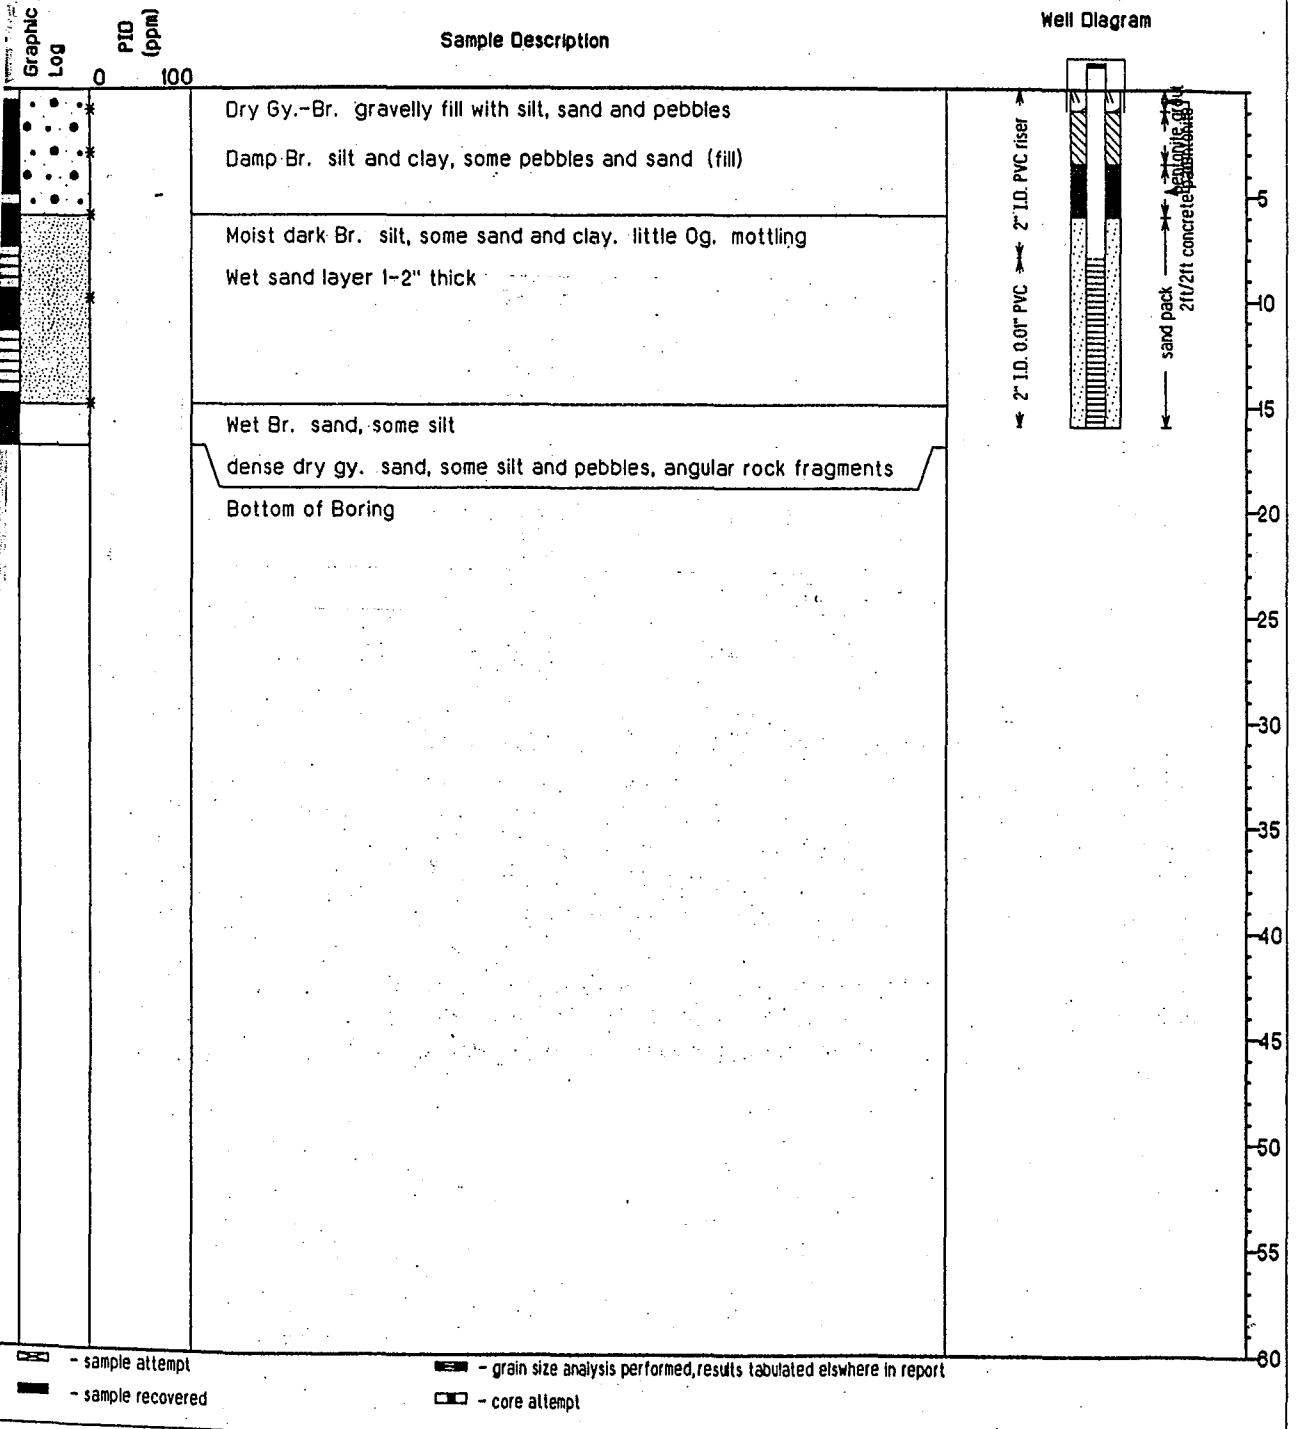 Graphic Log
PID (ppm)
0 100
Sample Description
Well Diagram
Dry Gy.-Br. gravelly fill with silt, sand and pebbles
Damp Br. silt and clay, some pebbles and sand (fill)
Moist dark Br. silt, some sand and clay. little Og. mottling
Wet sand layer 1-2" thick
Wet Br. sand, some silt
dense dry gy. sand, some silt and pebbles, angular rock fragments
Bottom of Boring
2" I.D. 0.01" PVC
2" I.D. PVC riser
sand pack
2ft/2ft concrete pad
bentonite grout
5
10
15
20
25
30
35
40
45
50
55
60
- sample attempt
- sample recovered
- grain size analysis performed, results tabulated elswhere in report
- core attempt